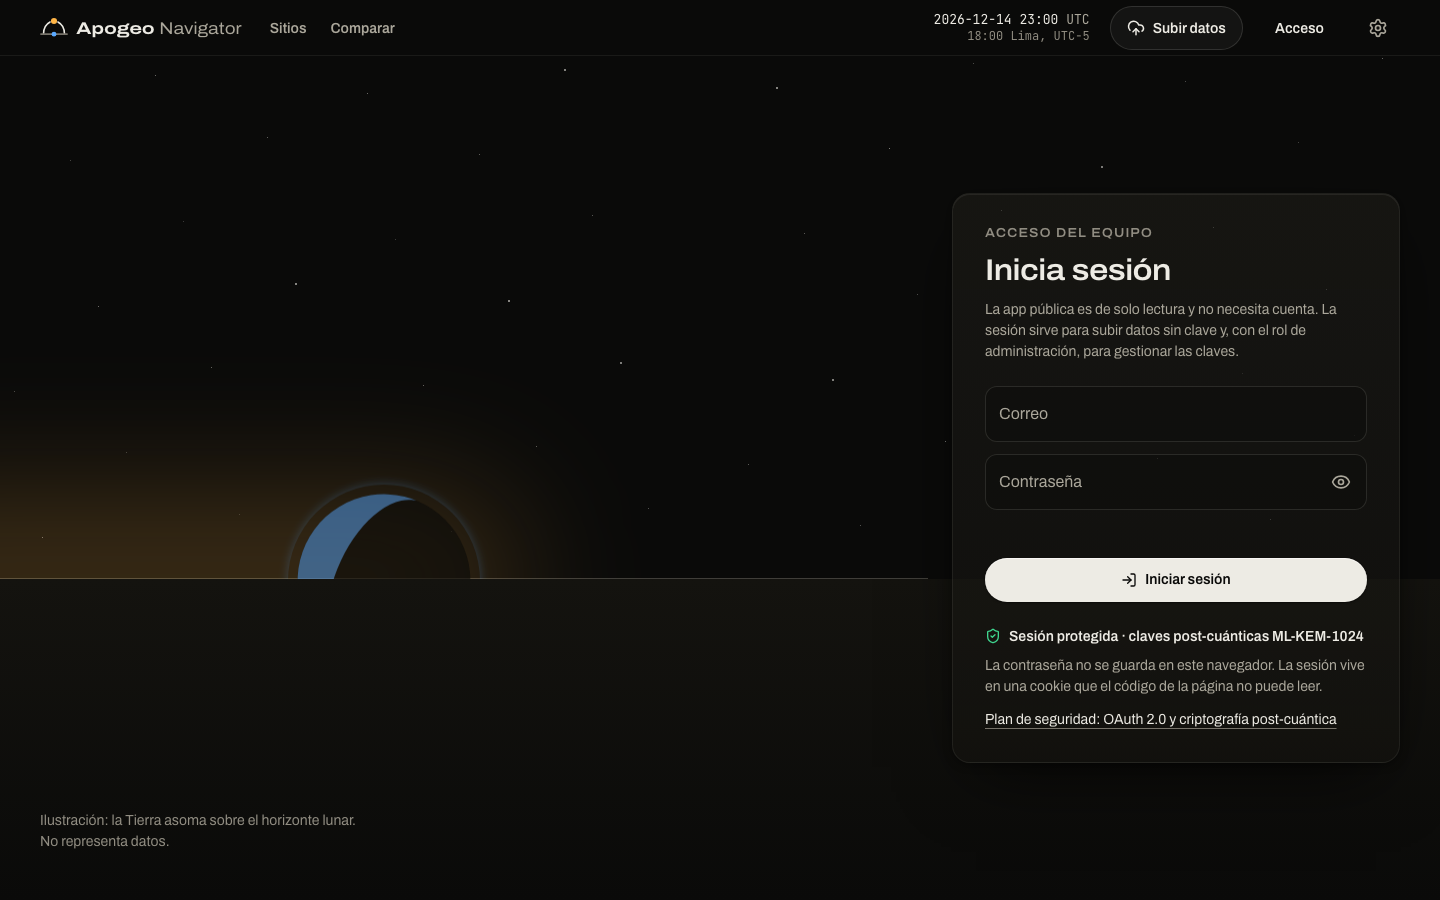 Apogeo Navigator
Sitios
Comparar
2026-12-14 23:00 UTC
18:00 Lima, UTC-5
Subir datos
Acceso
ACCESO DEL EQUIPO
Inicia sesión
La app pública es de solo lectura y no necesita cuenta. La
sesión sirve para subir datos sin clave y, con el rol de
administración, para gestionar las claves.
Correo
Contraseña
Iniciar sesión
Sesión protegida · claves post-cuánticas ML-KEM-1024
La contraseña no se guarda en este navegador. La sesión vive
en una cookie que el código de la página no puede leer.
Plan de seguridad: OAuth 2.0 y criptografía post-cuántica
Ilustración: la Tierra asoma sobre el horizonte lunar.
No representa datos.